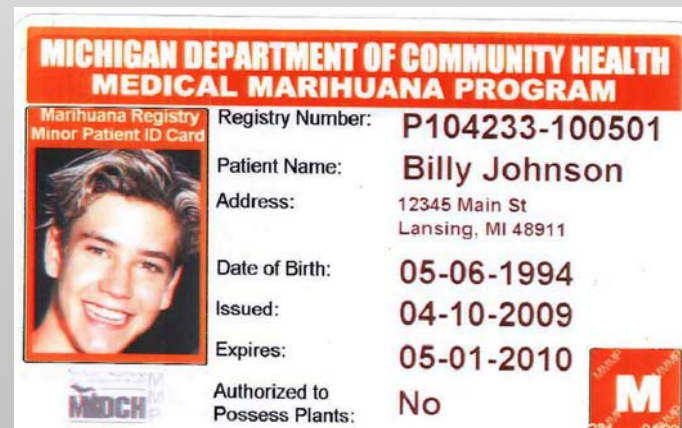 MICHIGAN DEPARTMENT OF COMMUNITY HEALTH
MEDICAL MARIHUANA PROGRAM
Marihuana Registry
Minor Patient ID Card
Registry Number: P104233-100501
Patient Name: Billy Johnson
Address: 12345 Main St
Lansing, MI 48911
Date of Birth: 05-06-1994
Issued: 04-10-2009
Expires: 05-01-2010
Authorized to
Possess Plants: No
MDCH
M